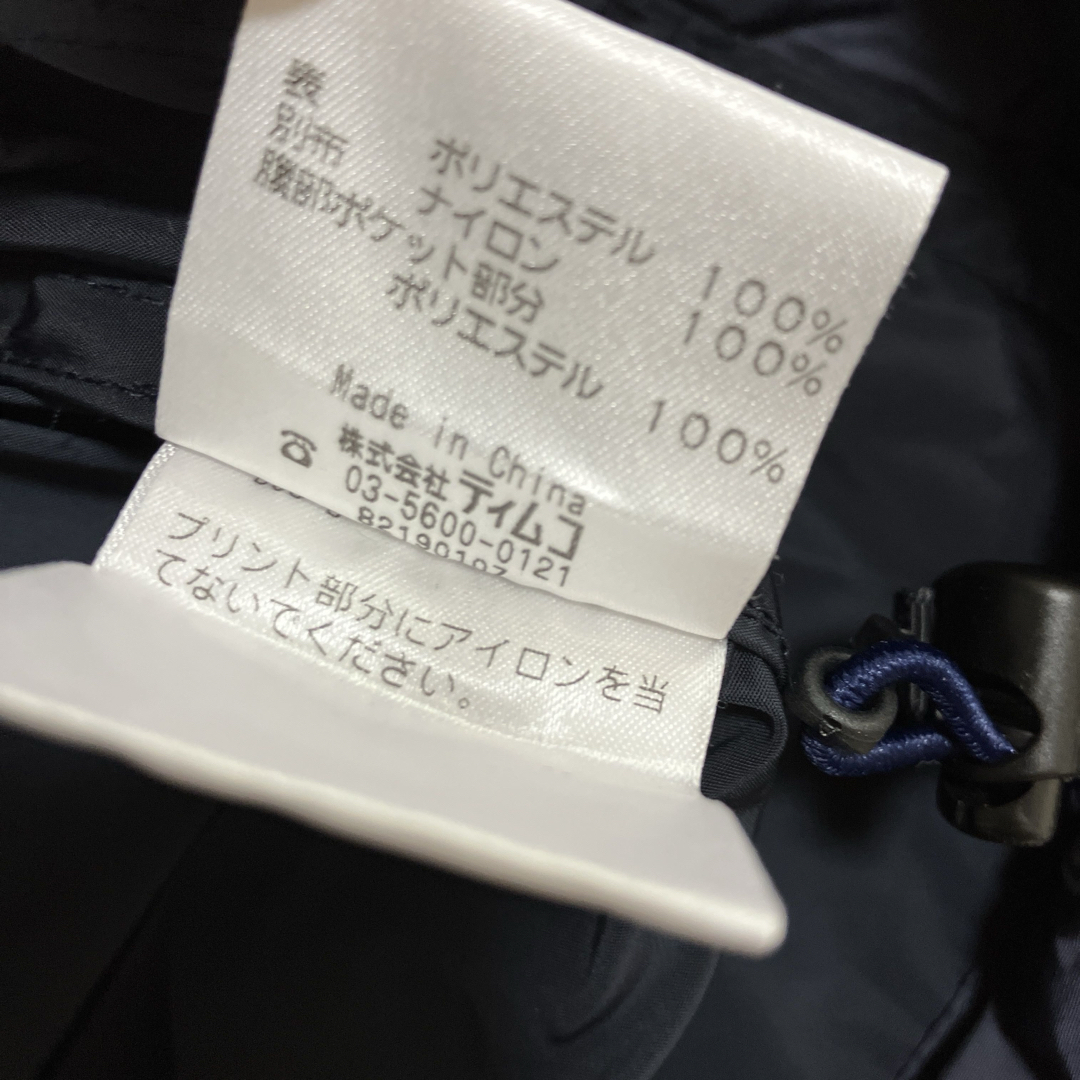 表 ポリエステル 100%
別布 ナイロン 100%
腹部ポケット部分
ポリエステル 100%
Made in China
株式会社 ティムコ
☎ 03-5600-0121
プリント部分にアイロンを当
てないでください。